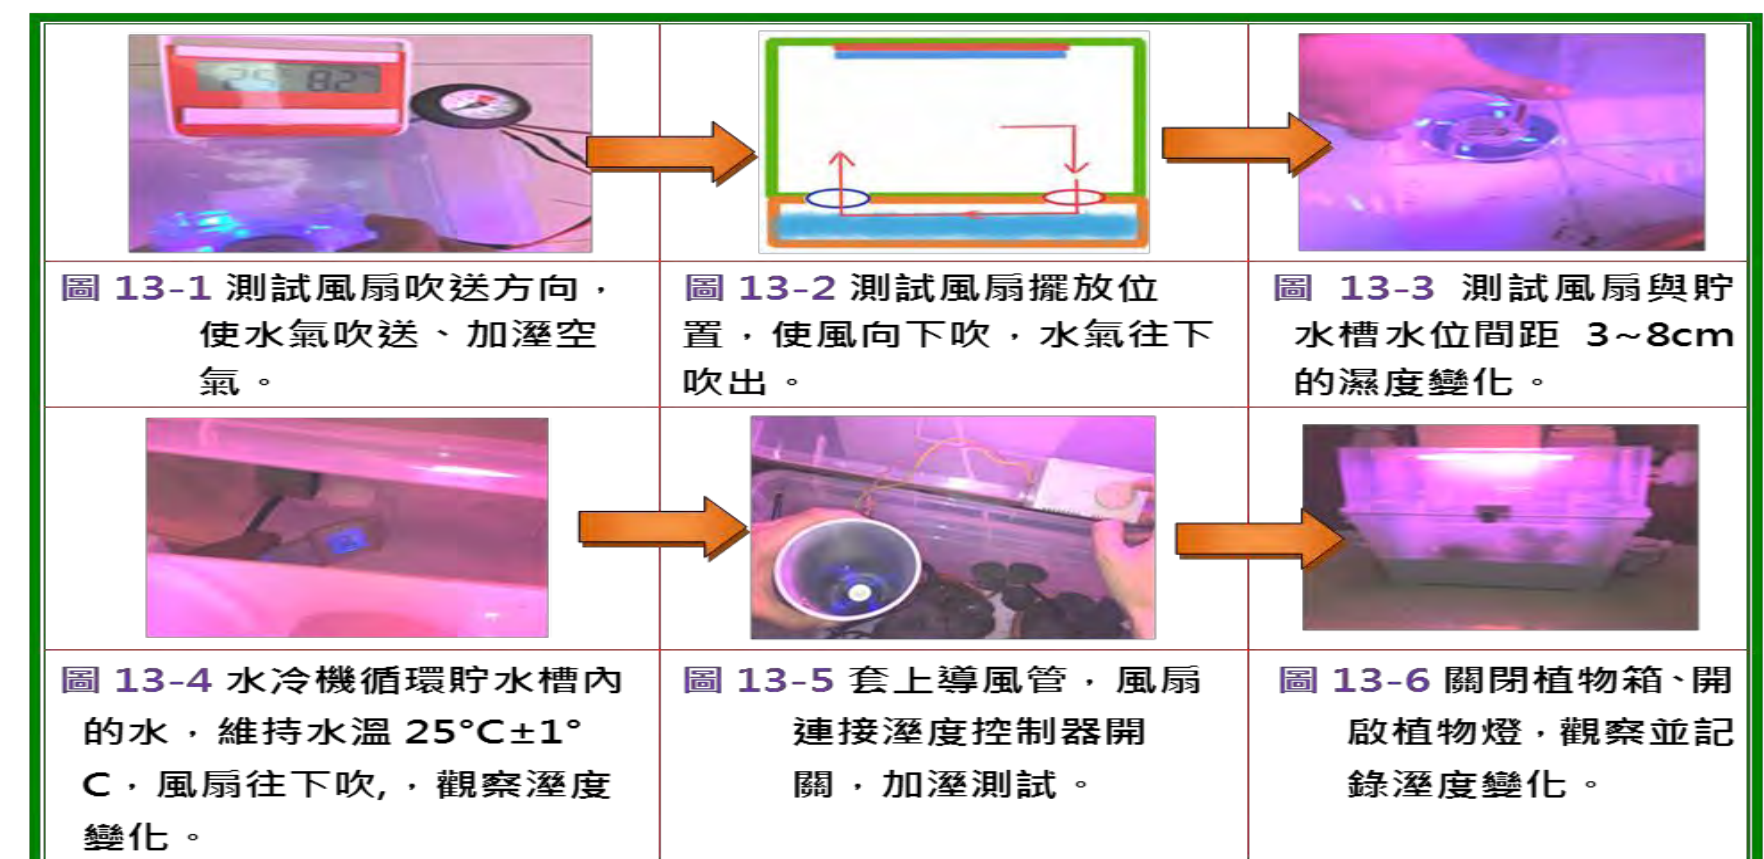 25 82
圖 13-1 測試風扇吹送方向，
使水氣吹送、加溼空
氣。
圖 13-2 測試風扇擺放位
置，使風向下吹，水氣往下
吹出。
圖 13-3 測試風扇與貯
水槽水位間距 3~8cm
的濕度變化。
圖 13-4 水冷機循環貯水槽內
的水，維持水溫 25°C±1°
C，風扇往下吹,，觀察溼度
變化。
圖 13-5 套上導風管，風扇
連接溼度控制器開
關，加溼測試。
圖 13-6 關閉植物箱、開
啟植物燈，觀察並記
錄溼度變化。